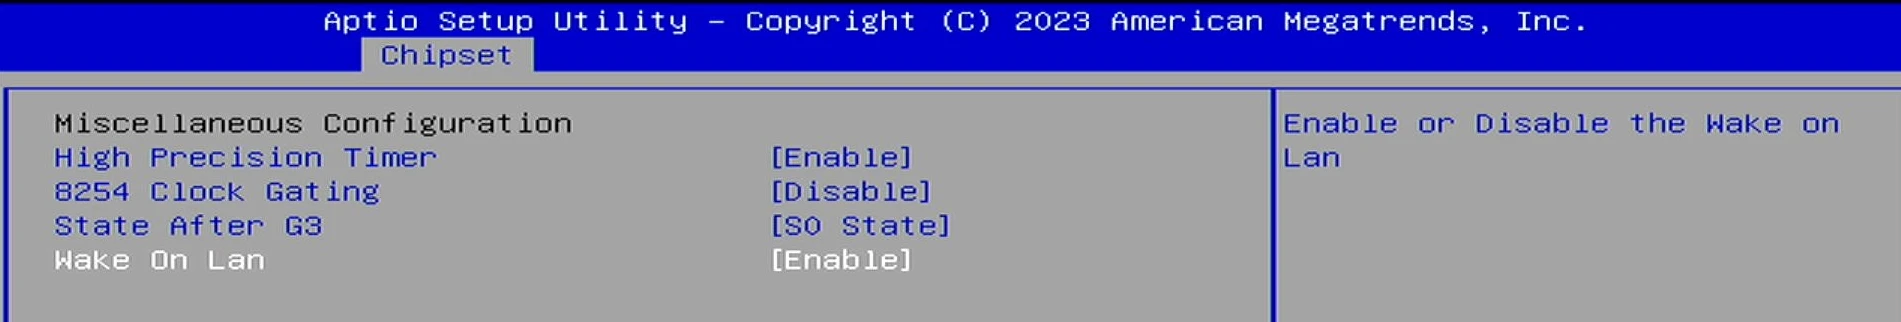 Aptio Setup Utility – Copyright (C) 2023 American Megatrends, Inc.
Chipset
Miscellaneous Configuration
High Precision Timer [Enable]
8254 Clock Gating [Disable]
State After G3 [S0 State]
Wake On Lan [Enable]
Enable or Disable the Wake on
Lan